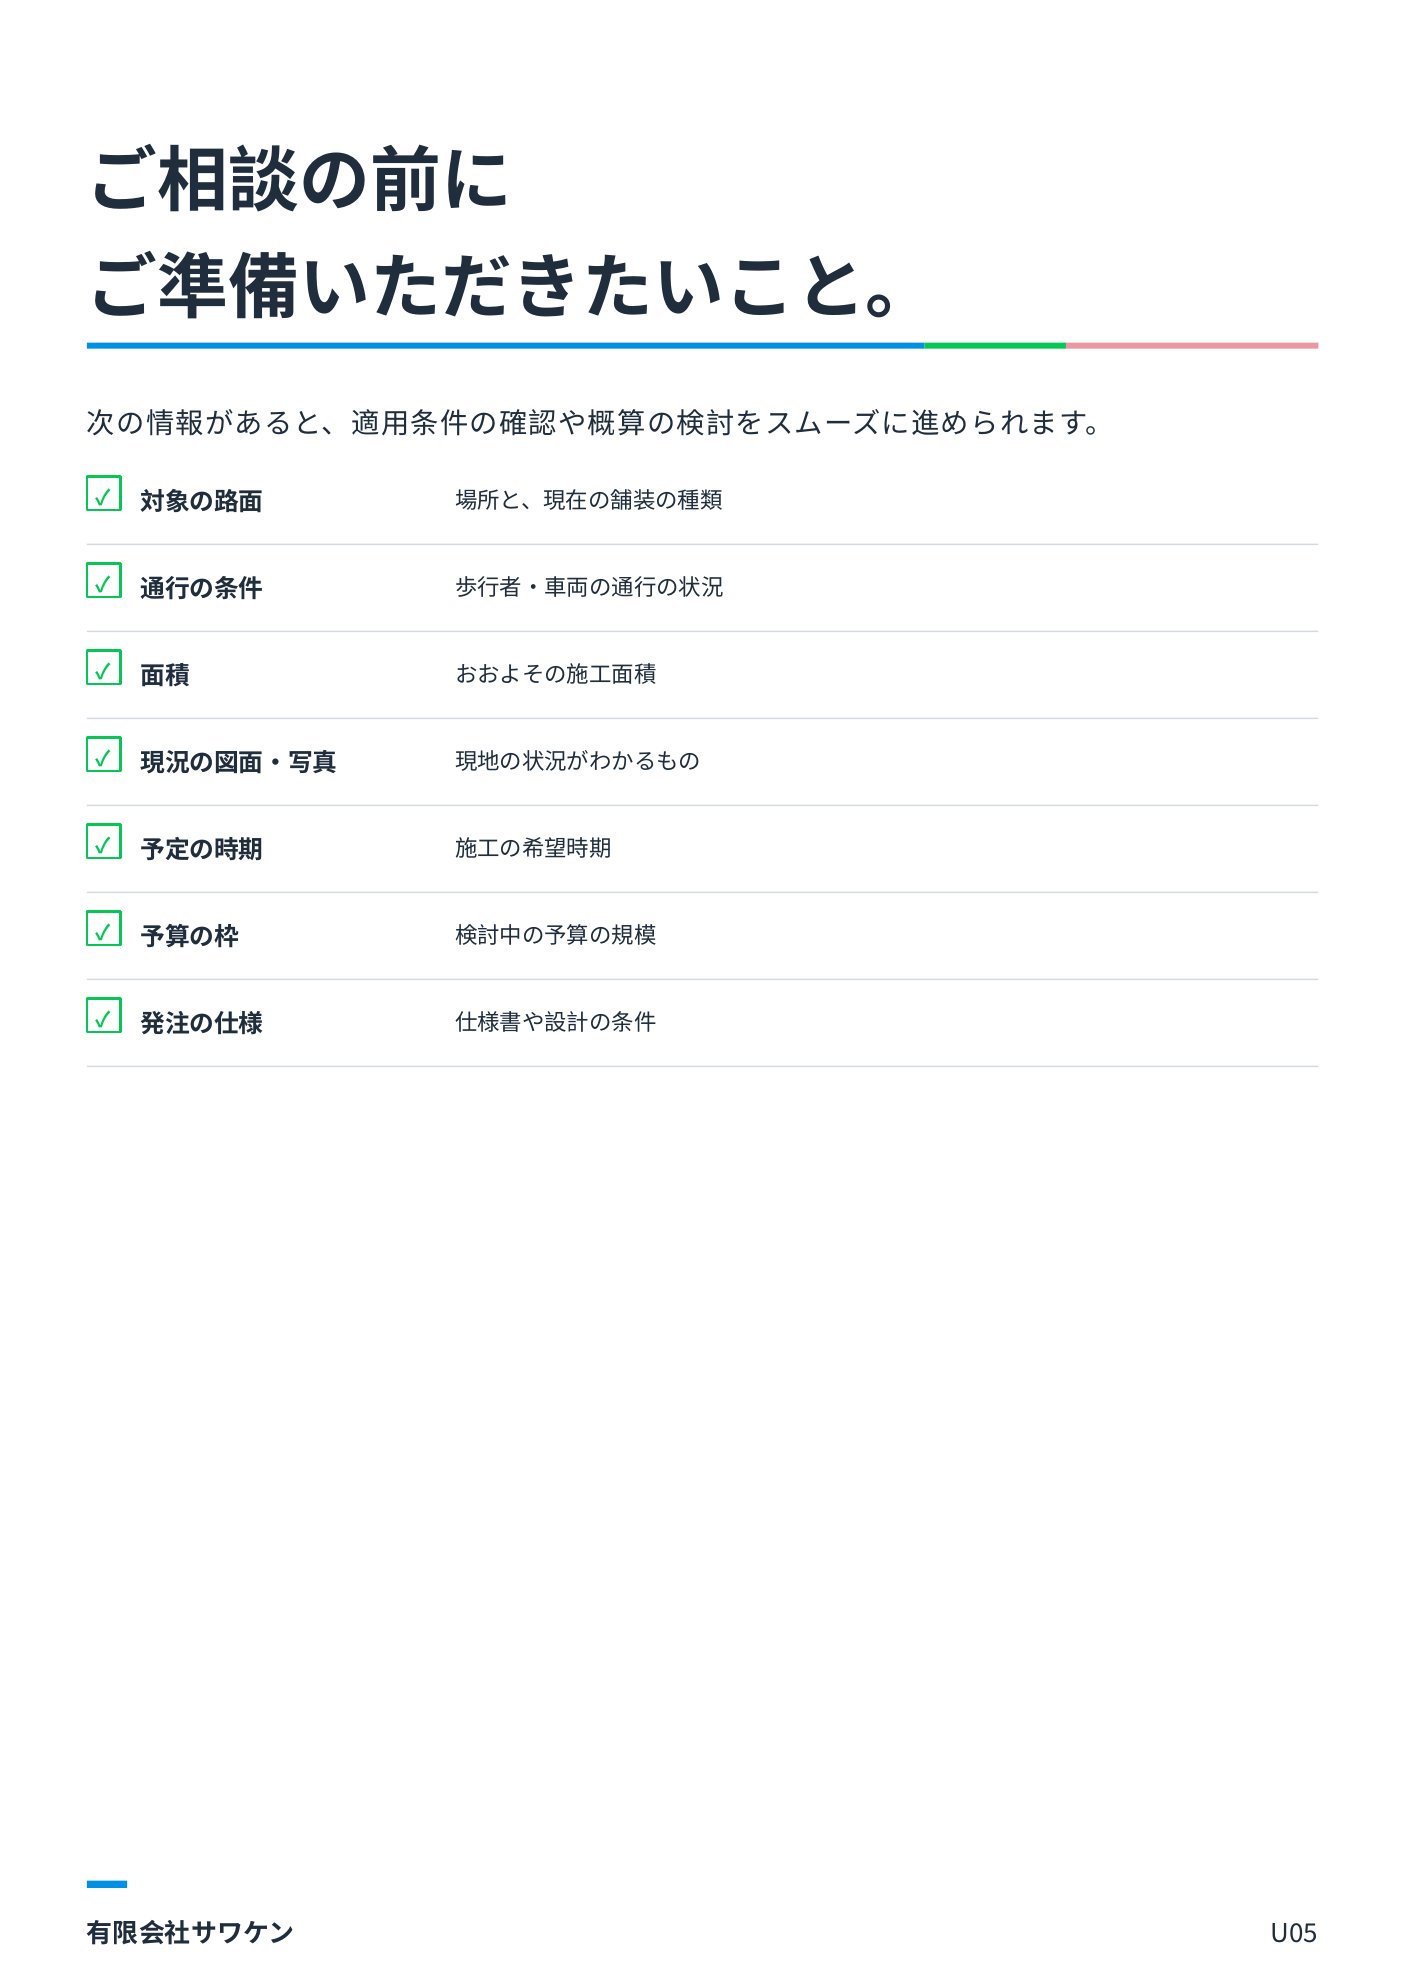 ご相談の前に
ご準備いただきたいこと。
次の情報があると、適用条件の確認や概算の検討をスムーズに進められます。
✓ 対象の路面 場所と、現在の舗装の種類
✓ 通行の条件 歩行者・車両の通行の状況
✓ 面積 おおよその施工面積
✓ 現況の図面・写真 現地の状況がわかるもの
✓ 予定の時期 施工の希望時期
✓ 予算の枠 検討中の予算の規模
✓ 発注の仕様 仕様書や設計の条件
有限会社サワケン U05